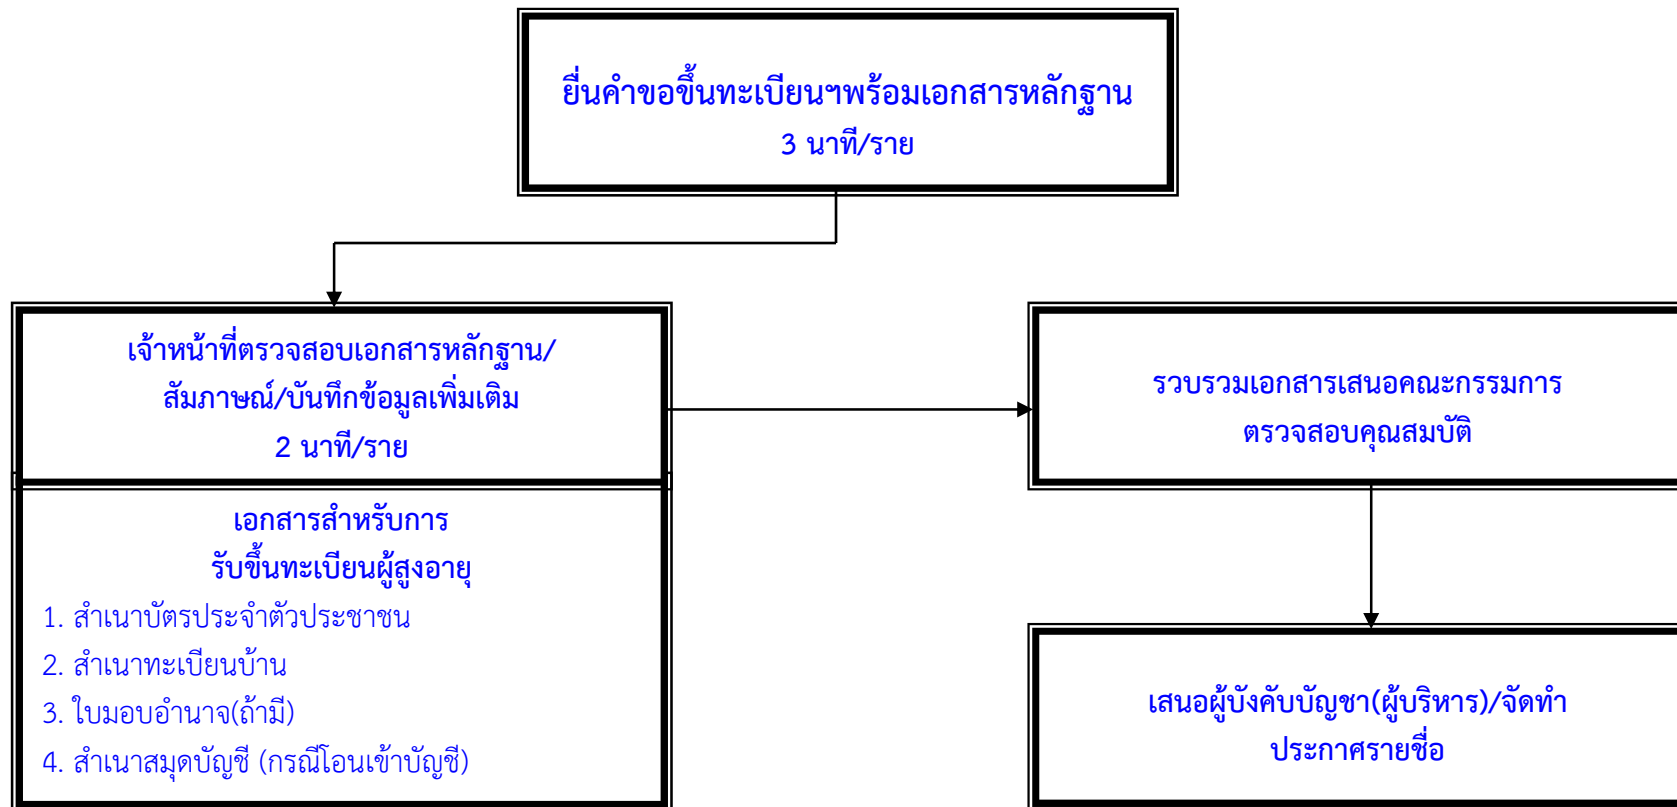 ยื่นคำขอขึ้นทะเบียนฯพร้อมเอกสารหลักฐาน
3 นาที/ราย
เจ้าหน้าที่ตรวจสอบเอกสารหลักฐาน/
สัมภาษณ์/บันทึกข้อมูลเพิ่มเติม
2 นาที/ราย
เอกสารสำหรับการ
รับขึ้นทะเบียนผู้สูงอายุ
1. สำเนาบัตรประจำตัวประชาชน
2. สำเนาทะเบียนบ้าน
3. ใบมอบอำนาจ(ถ้ามี)
4. สำเนาสมุดบัญชี (กรณีโอนเข้าบัญชี)
รวบรวมเอกสารเสนอคณะกรรมการ
ตรวจสอบคุณสมบัติ
เสนอผู้บังคับบัญชา(ผู้บริหาร)/จัดทำ
ประกาศรายชื่อ